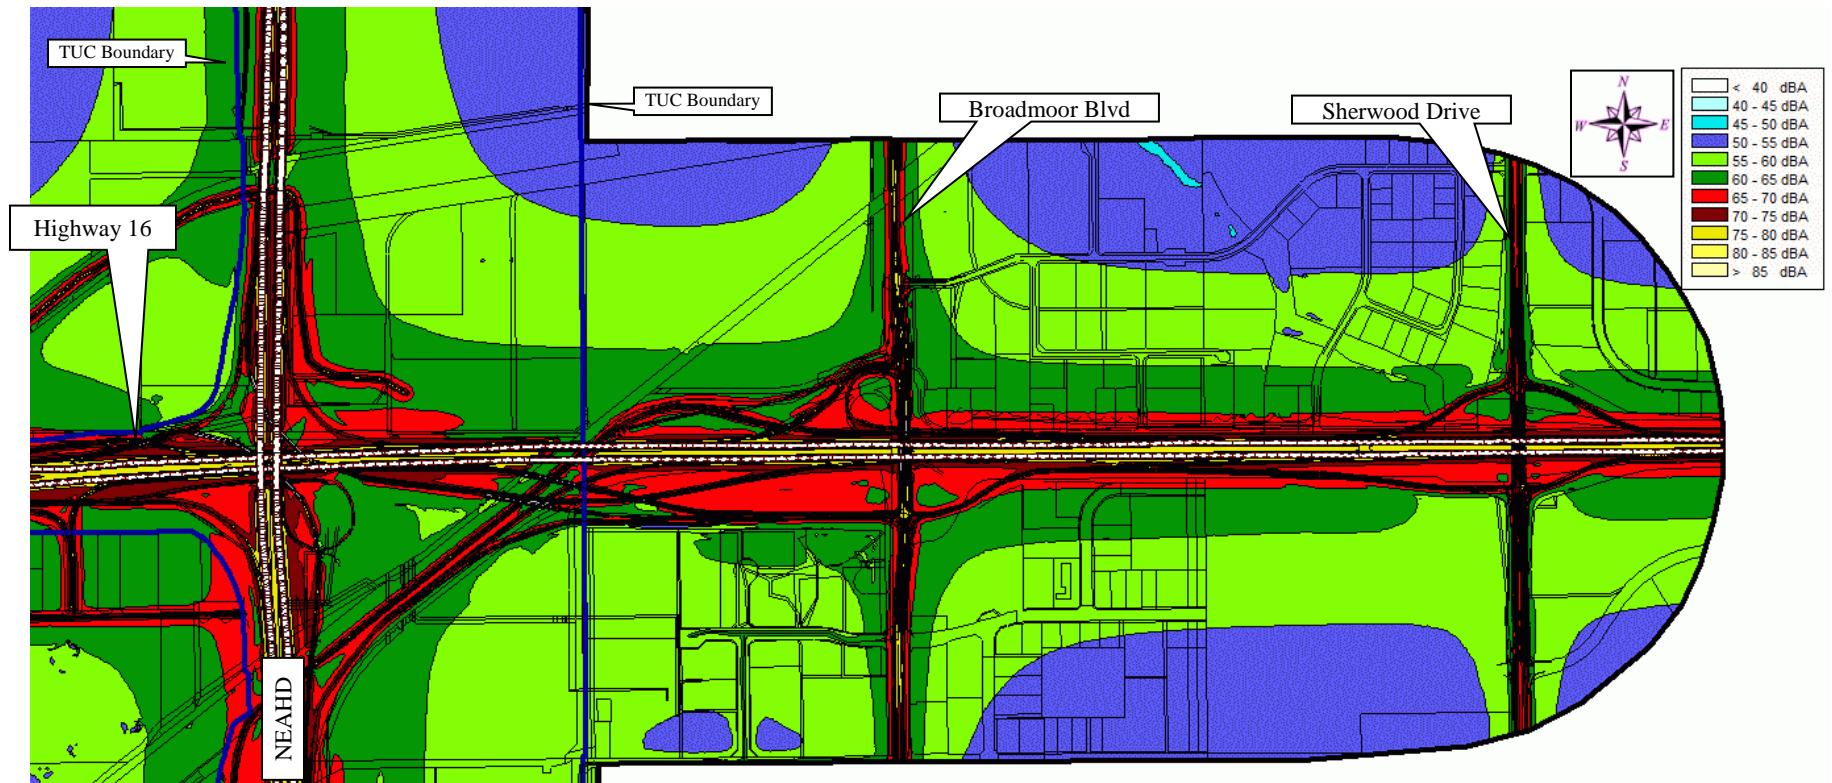 TUC Boundary
TUC Boundary
Broadmoor Blvd
Sherwood Drive
Highway 16
NEAHD
N
W E
S
< 40 dBA
40 - 45 dBA
45 - 50 dBA
50 - 55 dBA
55 - 60 dBA
60 - 65 dBA
65 - 70 dBA
70 - 75 dBA
75 - 80 dBA
80 - 85 dBA
> 85 dBA